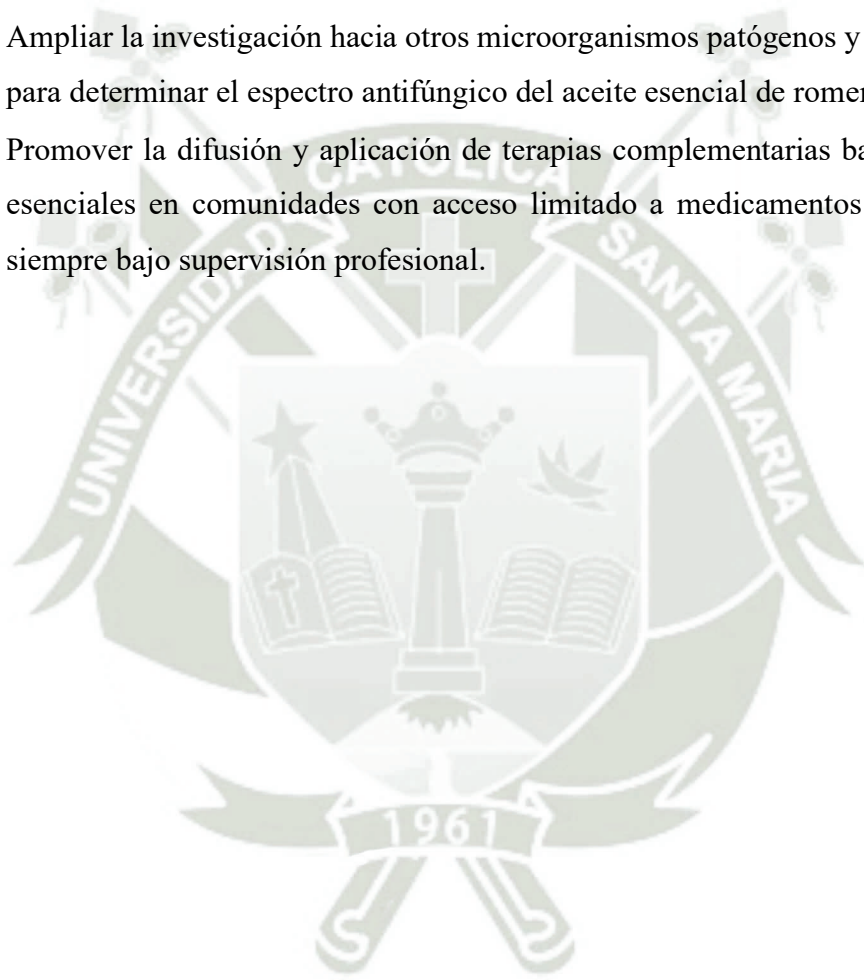 Ampliar la investigación hacia otros microorganismos patógenos y
para determinar el espectro antifúngico del aceite esencial de
Promover la difusión y aplicación de terapias complementarias
esenciales en comunidades con acceso limitado a medicamentos
siempre bajo supervisión profesional.
UNIVERSIDAD CATOLICA SANTA MARIA
1961